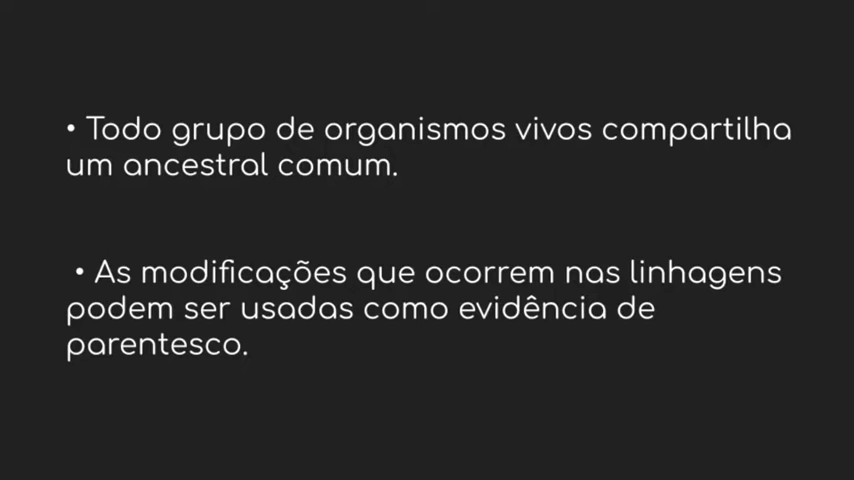 • Todo grupo de organismos vivos compartilha
um ancestral comum.
• As modificações que ocorrem nas linhagens
podem ser usadas como evidência de
parentesco.